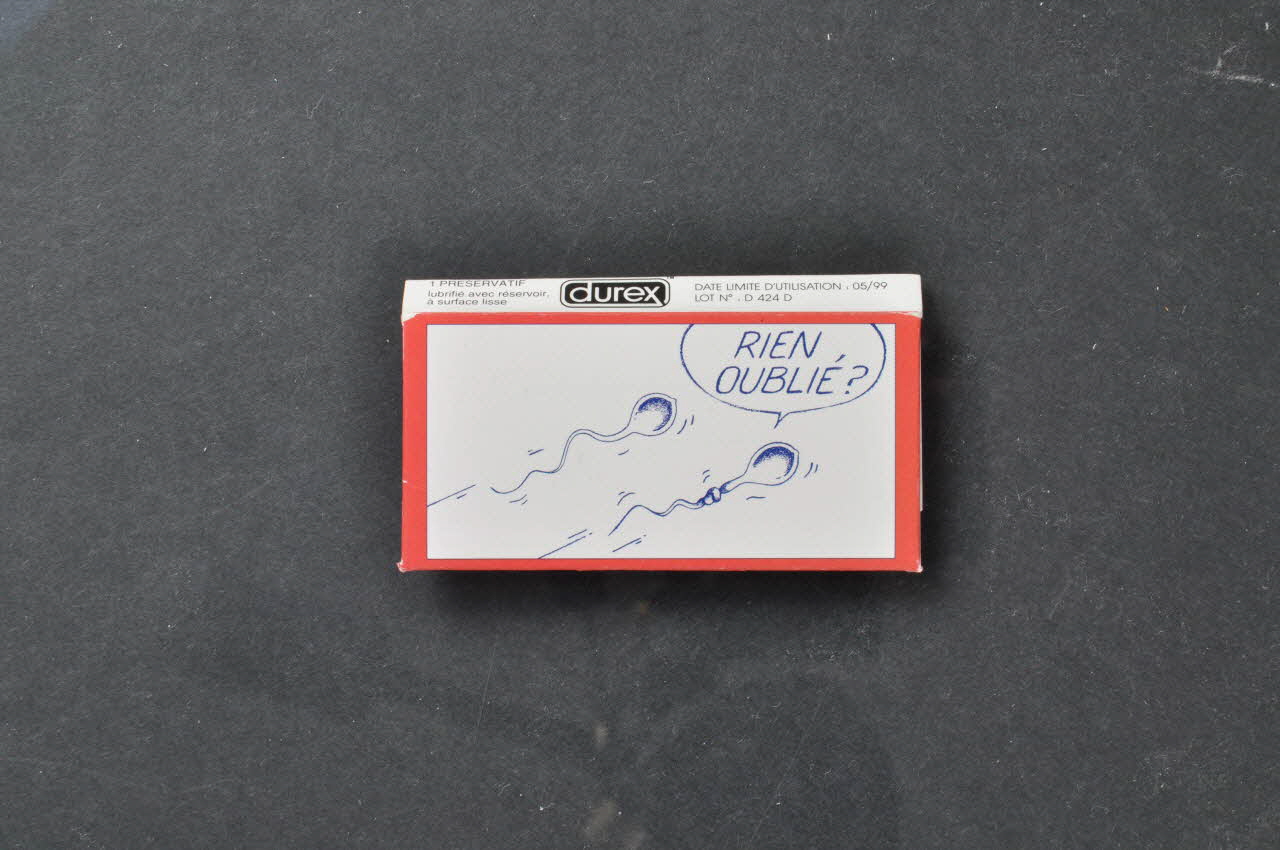 1 PRESERVATIF
lubrifié avec réservoir,
à surface lisse
durex
DATE LIMITE D'UTILISATION : 05/99
LOT N° : D 424 D
RIEN
OUBLIÉ ?